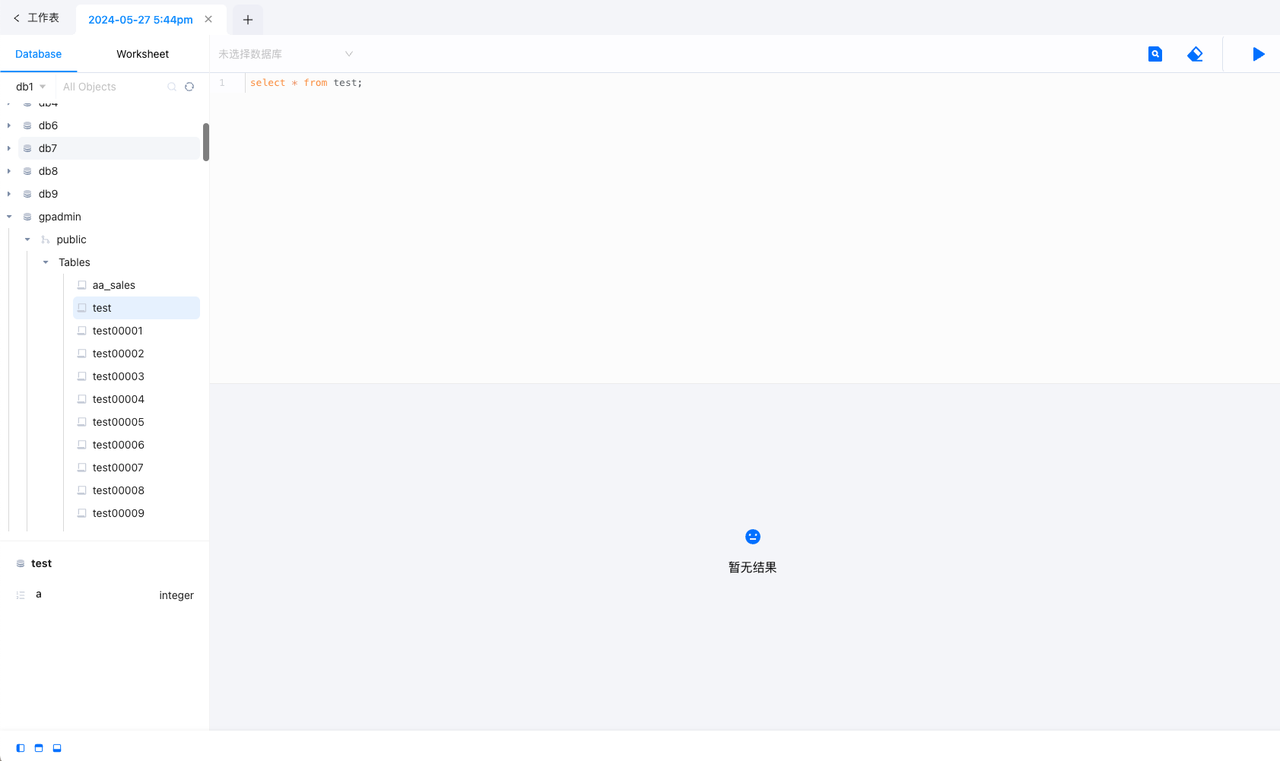 工作表
2024-05-27 5:44pm
Database
Worksheet
未选择数据库
db1
All Objects
1
select * from test;
db4
db6
db7
db8
db9
gpadmin
public
Tables
aa_sales
test
test00001
test00002
test00003
test00004
test00005
test00006
test00007
test00008
test00009
test
a
integer
暂无结果